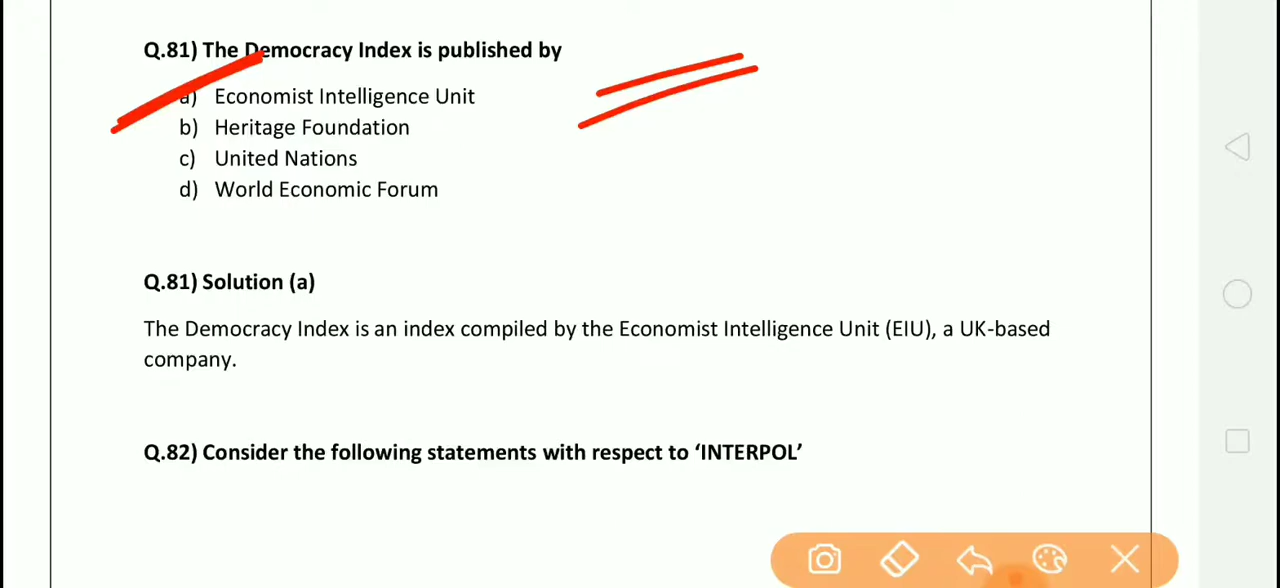 Q.81) The Democracy Index is published by
a) Economist Intelligence Unit
b) Heritage Foundation
c) United Nations
d) World Economic Forum
Q.81) Solution (a)
The Democracy Index is an index compiled by the Economist Intelligence Unit (EIU), a UK-based
company.
Q.82) Consider the following statements with respect to ‘INTERPOL’